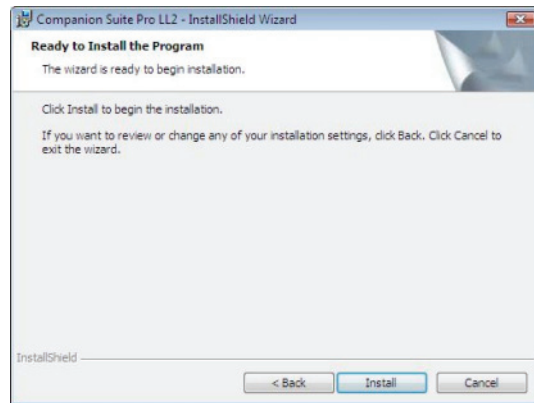 Companion Suite Pro LL2 - InstallShield Wizard
Ready to Install the Program
The wizard is ready to begin installation.
Click Install to begin the installation.
If you want to review or change any of your installation settings, click Back. Click Cancel to
exit the wizard.
InstallShield
< Back Install Cancel